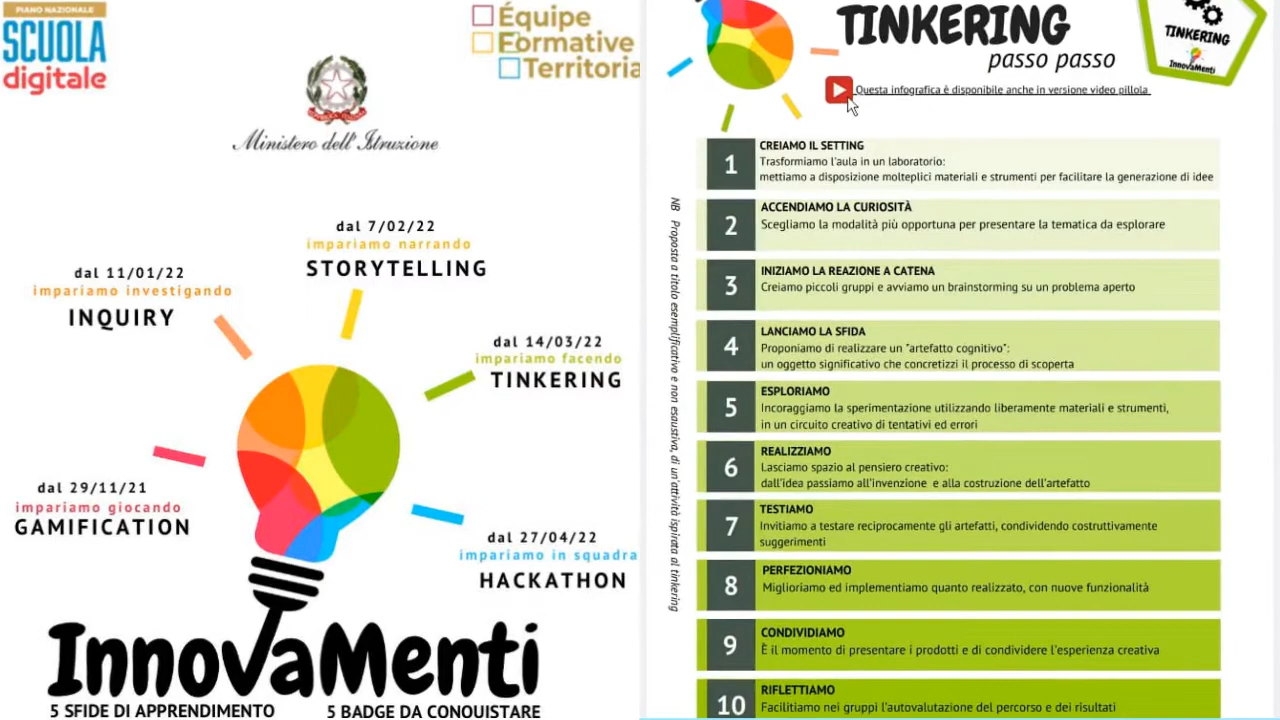 PIANO NAZIONALE
SCUOLA
digitale
Équipe
Formative
Territoria
Ministero dell'Istruzione
dal 7/02/22
impariamo narrando
STORYTELLING
dal 11/01/22
impariamo investigando
INQUIRY
dal 14/03/22
impariamo facendo
TINKERING
dal 29/11/21
impariamo giocando
GAMIFICATION
dal 27/04/22
impariamo in squadra
HACKATHON
InnovaMenti
5 SFIDE DI APPRENDIMENTO 5 BADGE DA CONQUISTARE
TINKERING
passo passo
TINKERING
InnovaMenti
Questa infografica è disponibile anche in versione video pillola
NB Proposta a titolo esemplificativo e non esaustiva, di un'attività ispirata al tinkering
1
CREIAMO IL SETTING
Trasformiamo l'aula in un laboratorio:
mettiamo a disposizione molteplici materiali e strumenti per facilitare la generazione di idee
2
ACCENDIAMO LA CURIOSITÀ
Scegliamo la modalità più opportuna per presentare la tematica da esplorare
3
INIZIAMO LA REAZIONE A CATENA
Creiamo piccoli gruppi e avviamo un brainstorming su un problema aperto
4
LANCIAMO LA SFIDA
Proponiamo di realizzare un "artefatto cognitivo":
un oggetto significativo che concretizzi il processo di scoperta
5
ESPLORIAMO
Incoraggiamo la sperimentazione utilizzando liberamente materiali e strumenti,
in un circuito creativo di tentativi ed errori
6
REALIZZIAMO
Lasciamo spazio al pensiero creativo:
dall'idea passiamo all'invenzione e alla costruzione dell'artefatto
7
TESTIAMO
Invitiamo a testare reciprocamente gli artefatti, condividendo costruttivamente
suggerimenti
8
PERFEZIONIAMO
Miglioriamo ed implementiamo quanto realizzato, con nuove funzionalità
9
CONDIVIDIAMO
È il momento di presentare i prodotti e di condividere l'esperienza creativa
10
RIFLETTIAMO
Facilitiamo nei gruppi l'autovalutazione del percorso e dei risultati